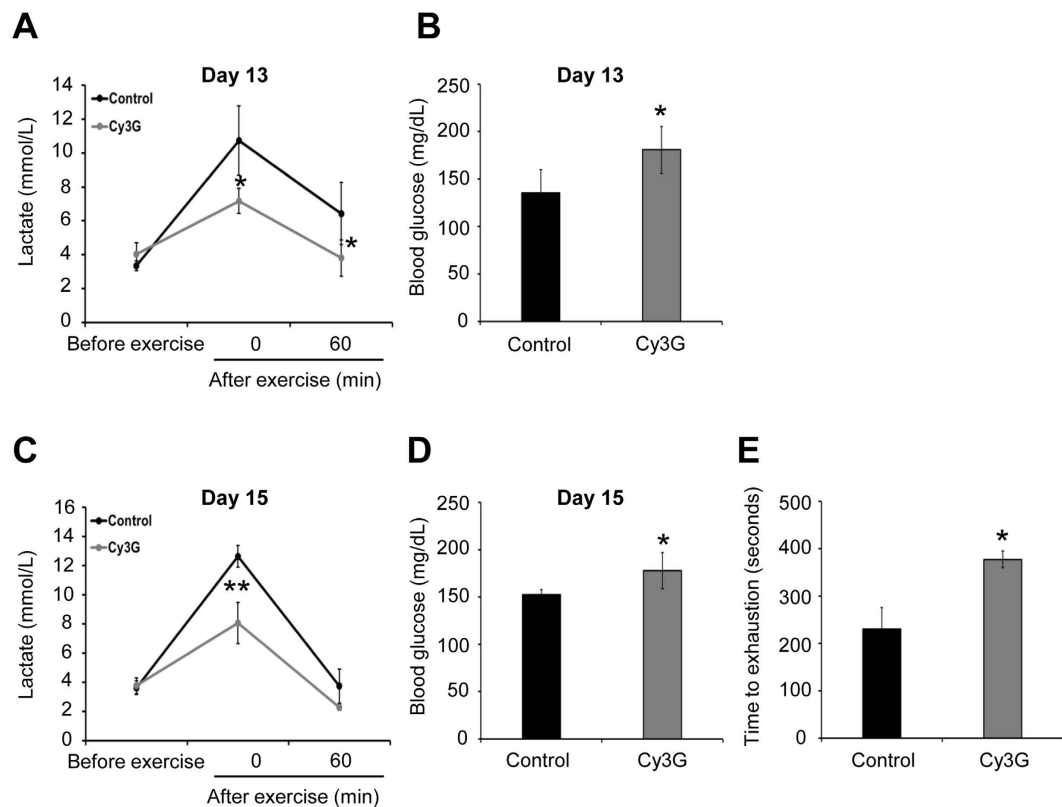 A
Day 13
Lactate (mmol/L)
14
12
10
8
6
4
2
0
Control
Cy3G
*
*
Before exercise 0 60
After exercise (min)
B
Day 13
Blood glucose (mg/dL)
250
200
150
100
50
0
*
Control Cy3G
C
Day 15
Lactate (mmol/L)
16
14
12
10
8
6
4
2
0
Control
Cy3G
**
Before exercise 0 60
After exercise (min)
D
Day 15
Blood glucose (mg/dL)
250
200
150
100
50
0
*
Control Cy3G
E
Time to exhaustion (seconds)
500
400
300
200
100
0
*
Control Cy3G